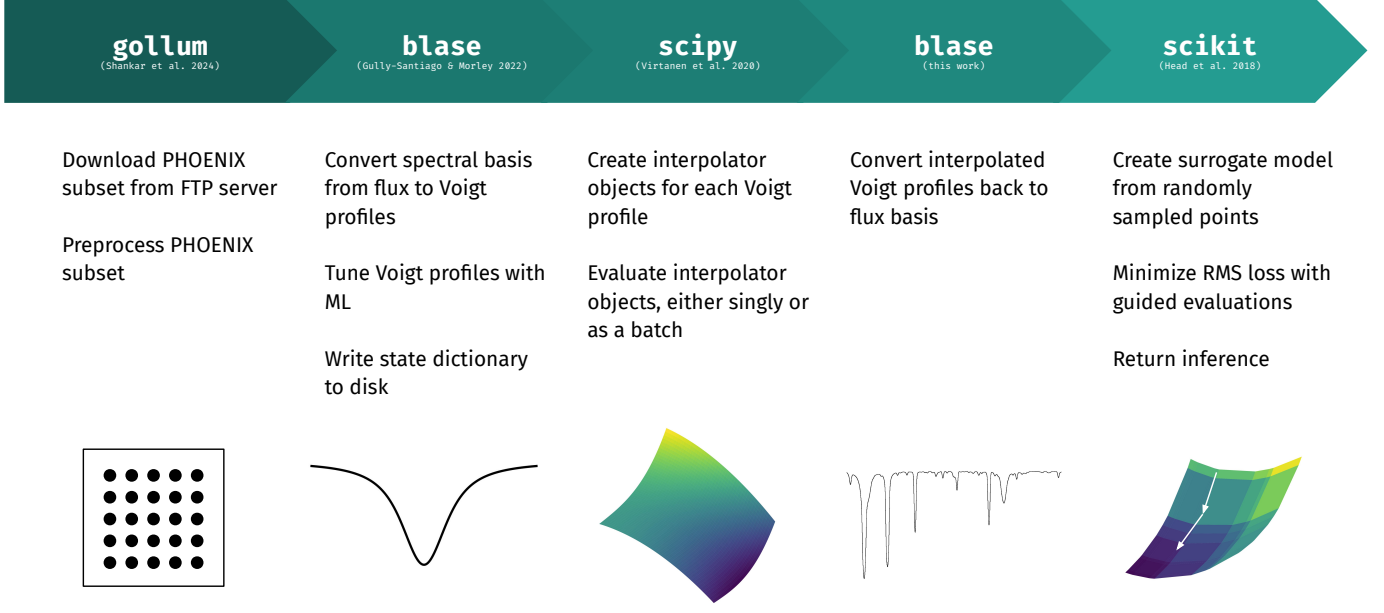 gollum
(Shankar et al. 2024)
blase
(Gully-Santiago & Morley 2022)
scipy
(Virtanen et al. 2020)
blase
(this work)
scikit
(Head et al. 2018)
Download PHOENIX
subset from FTP server
Preprocess PHOENIX
subset
Convert spectral basis
from flux to Voigt
profiles
Tune Voigt profiles with
ML
Write state dictionary
to disk
Create interpolator
objects for each Voigt
profile
Evaluate interpolator
objects, either singly or
as a batch
Convert interpolated
Voigt profiles back to
flux basis
Create surrogate model
from randomly
sampled points
Minimize RMS loss with
guided evaluations
Return inference